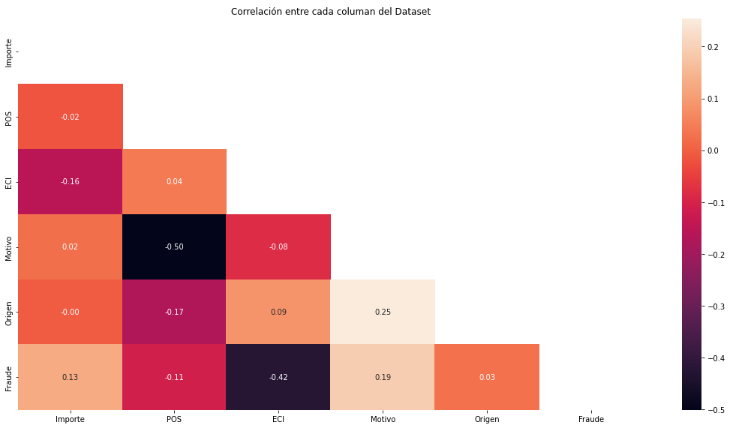 Correlación entre cada columan del Dataset
Importe
POS
-0.02
ECI
-0.16 0.04
Motivo
0.02 -0.50 -0.08
Origen
-0.00 -0.17 0.09 0.25
Fraude
0.13 -0.11 -0.42 0.19 0.03
Importe POS ECI Motivo Origen Fraude
0.2
0.1
0.0
−0.1
−0.2
−0.3
−0.4
−0.5